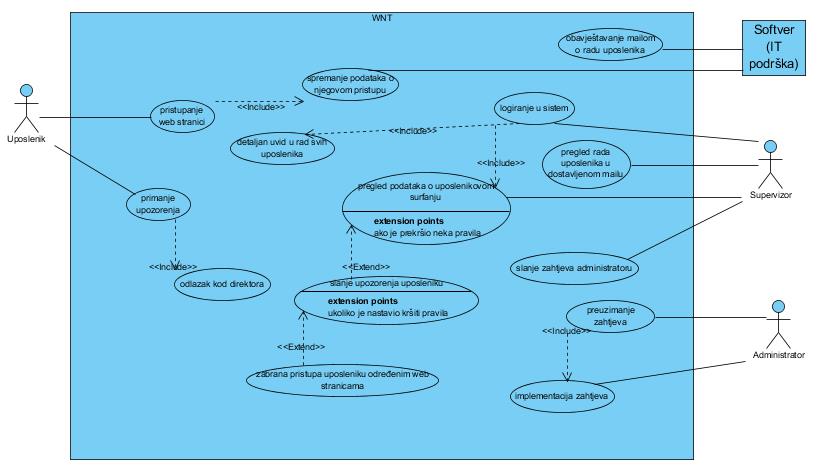 WNT
Softver
(IT
podrška)
obavještavanje mailom
o radu uposlenika
spremanje podataka o
njegovom pristupu
<<Include>>
pristupanje
web stranici
Uposlenik
logiranje u sistem
<<Include>>
detaljan uvid u rad svih
uposlenika
<<Include>>
pregled rada
uposlenika u
dostavljenom mailu
Supervizor
pregled podataka o uposlenikovom
surfanju
extension points
ako je prekršio neka pravila
primanje
upozorenja
<<Include>>
odlazak kod direktora
<<Extend>>
slanje zahtjeva administratoru
slanje upozorenja uposleniku
extension points
ukoliko je nastavio kršiti pravila
preuzimanje
zahtjeva
<<Include>>
Administrator
<<Extend>>
zabrana pristupa uposleniku određenim web
stranicama
implementacija zahtjeva